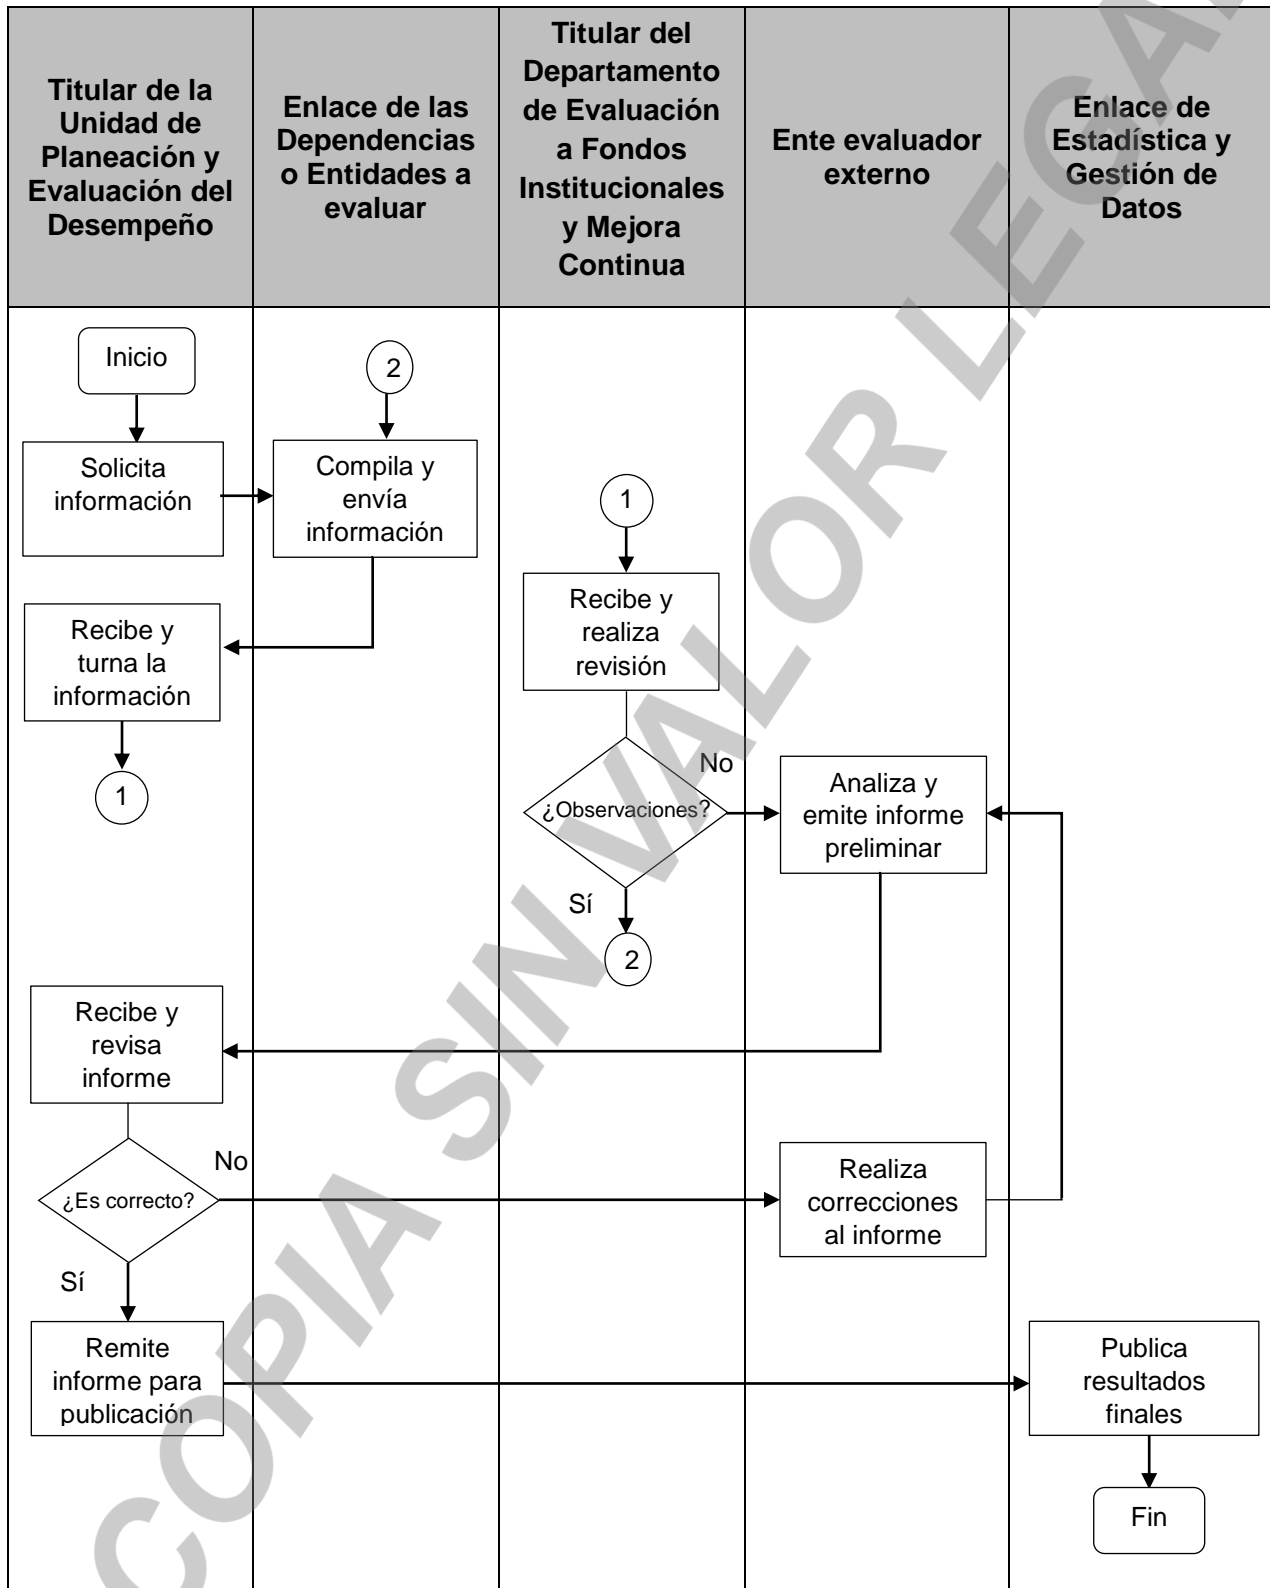 Titular de la
Unidad de
Planeación y
Evaluación del
Desempeño
Enlace de las
Dependencias
o Entidades a
evaluar
Titular del
Departamento
de Evaluación
a Fondos
Institucionales
y Mejora
Continua
Ente evaluador
externo
Enlace de
Estadística y
Gestión de
Datos
Inicio
2
Solicita
información
Compila y
envía
información
1
Recibe y
turna la
información
Recibe y
realiza
revisión
1
¿Observaciones?
No
Sí
2
Analiza y
emite informe
preliminar
Recibe y
revisa
informe
¿Es correcto?
No
Sí
Realiza
correcciones
al informe
Remite
informe para
publicación
Publica
resultados
finales
Fin
COPIA SIN VALOR LEGAL